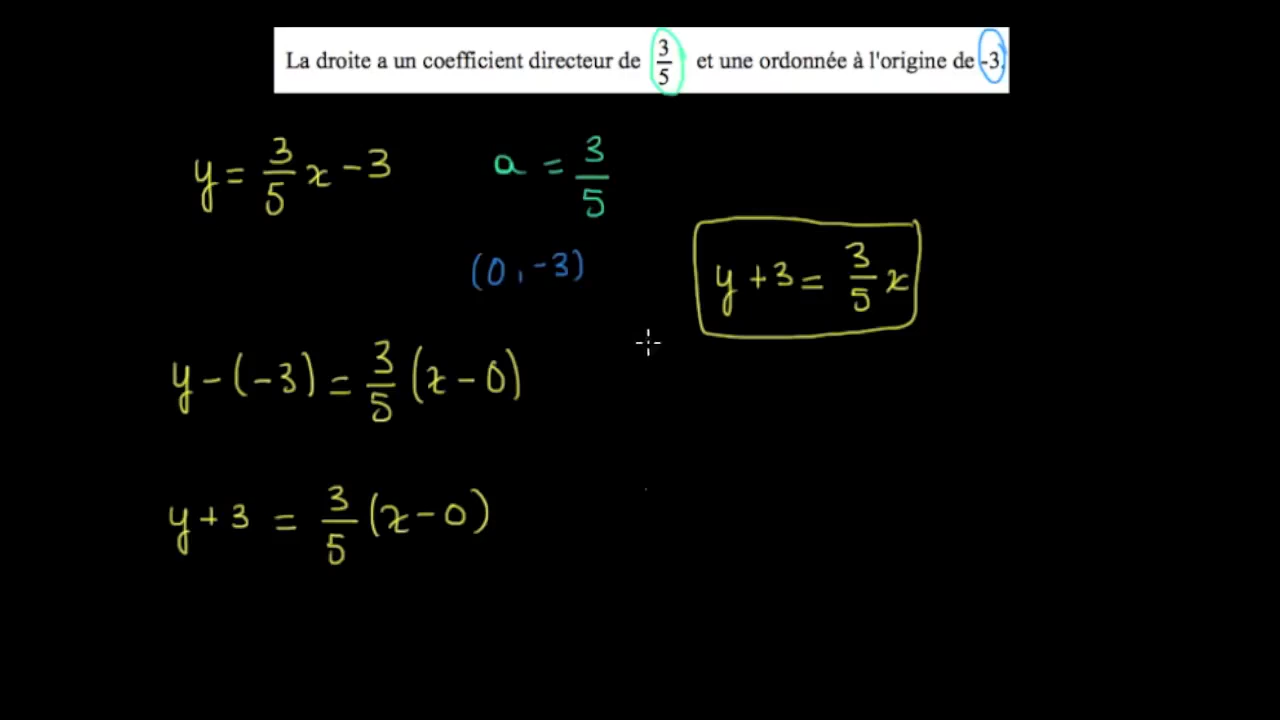 La droite a un coefficient directeur de 3/5 et une ordonnée à l'origine de -3.
y = 3/5 x - 3
a = 3/5
(0, -3)
y + 3 = 3/5 x
y - (-3) = 3/5 (x - 0)
y + 3 = 3/5 (x - 0)